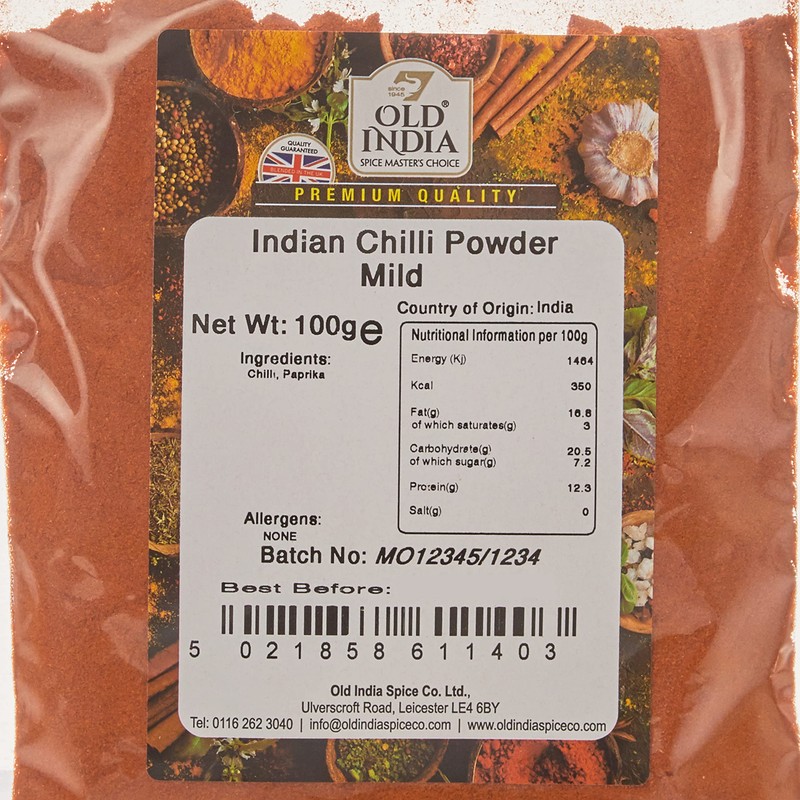 since
1945
OLD®
INDIA
SPICE MASTER'S CHOICE
QUALITY
GUARANTEED
BLENDED IN THE UK
PREMIUM QUALITY
Indian Chilli Powder
Mild
Country of Origin: India
Net Wt: 100g e
Ingredients:
Chilli, Paprika
Nutritional Information per 100g
Energy (Kj) 1464
Kcal 350
Fat(g) 16.8
of which saturates(g) 3
Carbohydrate(g) 20.5
of which sugar(g) 7.2
Protein(g) 12.3
Salt(g) 0
Allergens:
NONE
Batch No: MO12345/1234
Best Before:
5 021858 611403
Old India Spice Co. Ltd.,
Ulverscroft Road, Leicester LE4 6BY
Tel: 0116 262 3040 | info@oldindiaspiceco.com | www.oldindiaspiceco.com